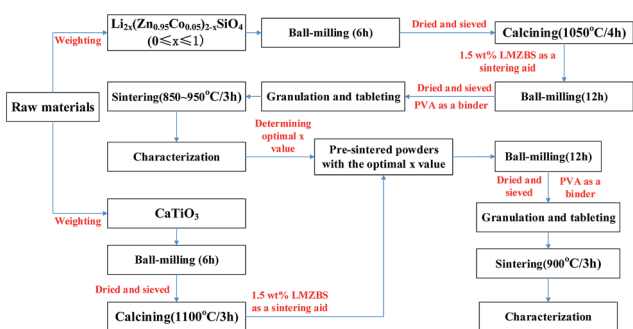 Raw materials
Weighting
Li2x(Zn0.95Co0.05)2-xSiO4
(0≤x≤1)
Ball-milling (6h)
Dried and sieved
Calcining(1050°C/4h)
1.5 wt% LMZBS as a
sintering aid
Ball-milling(12h)
Dried and sieved
PVA as a binder
Granulation and tableting
Sintering(850~950°C/3h)
Characterization
Determining
optimal x
value
Pre-sintered powders
with the optimal x value
Ball-milling(12h)
Dried and
sieved
PVA as a
binder
Granulation and tableting
Sintering(900°C/3h)
Characterization
Weighting
CaTiO3
Ball-milling (6h)
Dried and sieved
Calcining(1100°C/3h)
1.5 wt% LMZBS
as a sintering aid